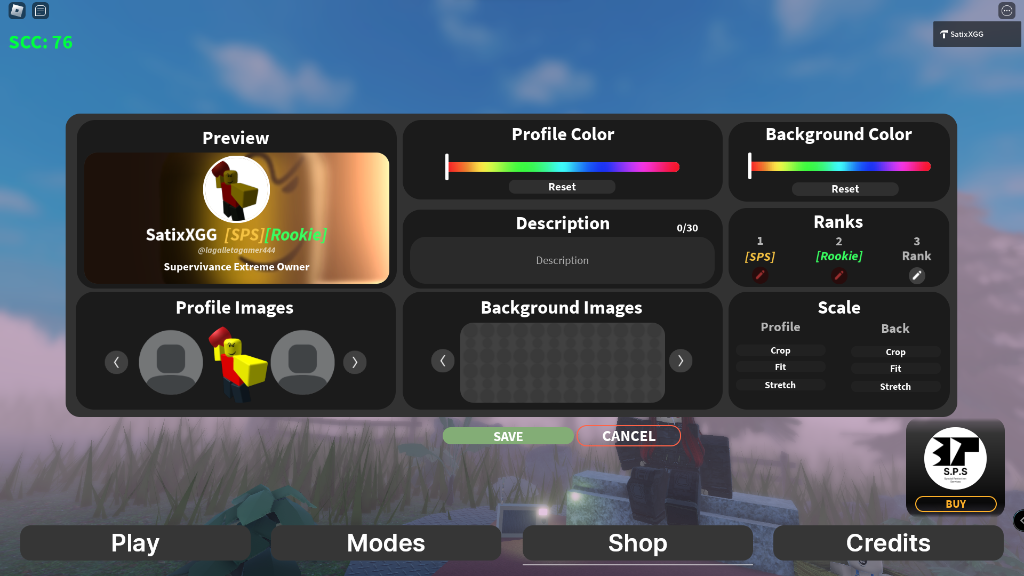 SCC: 76
SatixXGG
Preview
SatixXGG [SPS][Rookie]
@lagalletagamer444
Supervivance Extreme Owner
Profile Color
Reset
Background Color
Reset
Description 0/30
Description
Ranks
1 2 3
[SPS] [Rookie] Rank
Profile Images
Background Images
Scale
Profile Back
Crop Crop
Fit Fit
Stretch Stretch
SAVE CANCEL
S.P.S
BUY
Play Modes Shop Credits